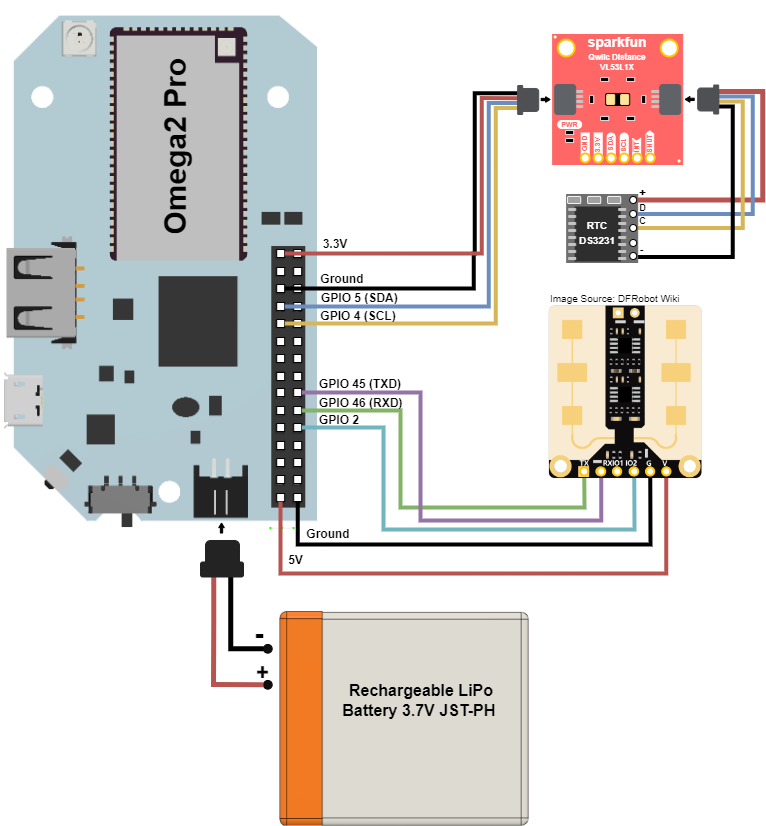 Omega2 Pro
sparkfun
Qwiic Distance
VL53L1X
PWR
GND
3.3V
SDA
SCL
INT
SHUT
+
D
C
-
RTC
DS3231
3.3V
Ground
GPIO 5 (SDA)
GPIO 4 (SCL)
Image Source: DFRobot Wiki
GPIO 45 (TXD)
GPIO 46 (RXD)
GPIO 2
TX RX IO1 IO2 G V
Ground
5V
-
+
Rechargeable LiPo
Battery 3.7V JST-PH